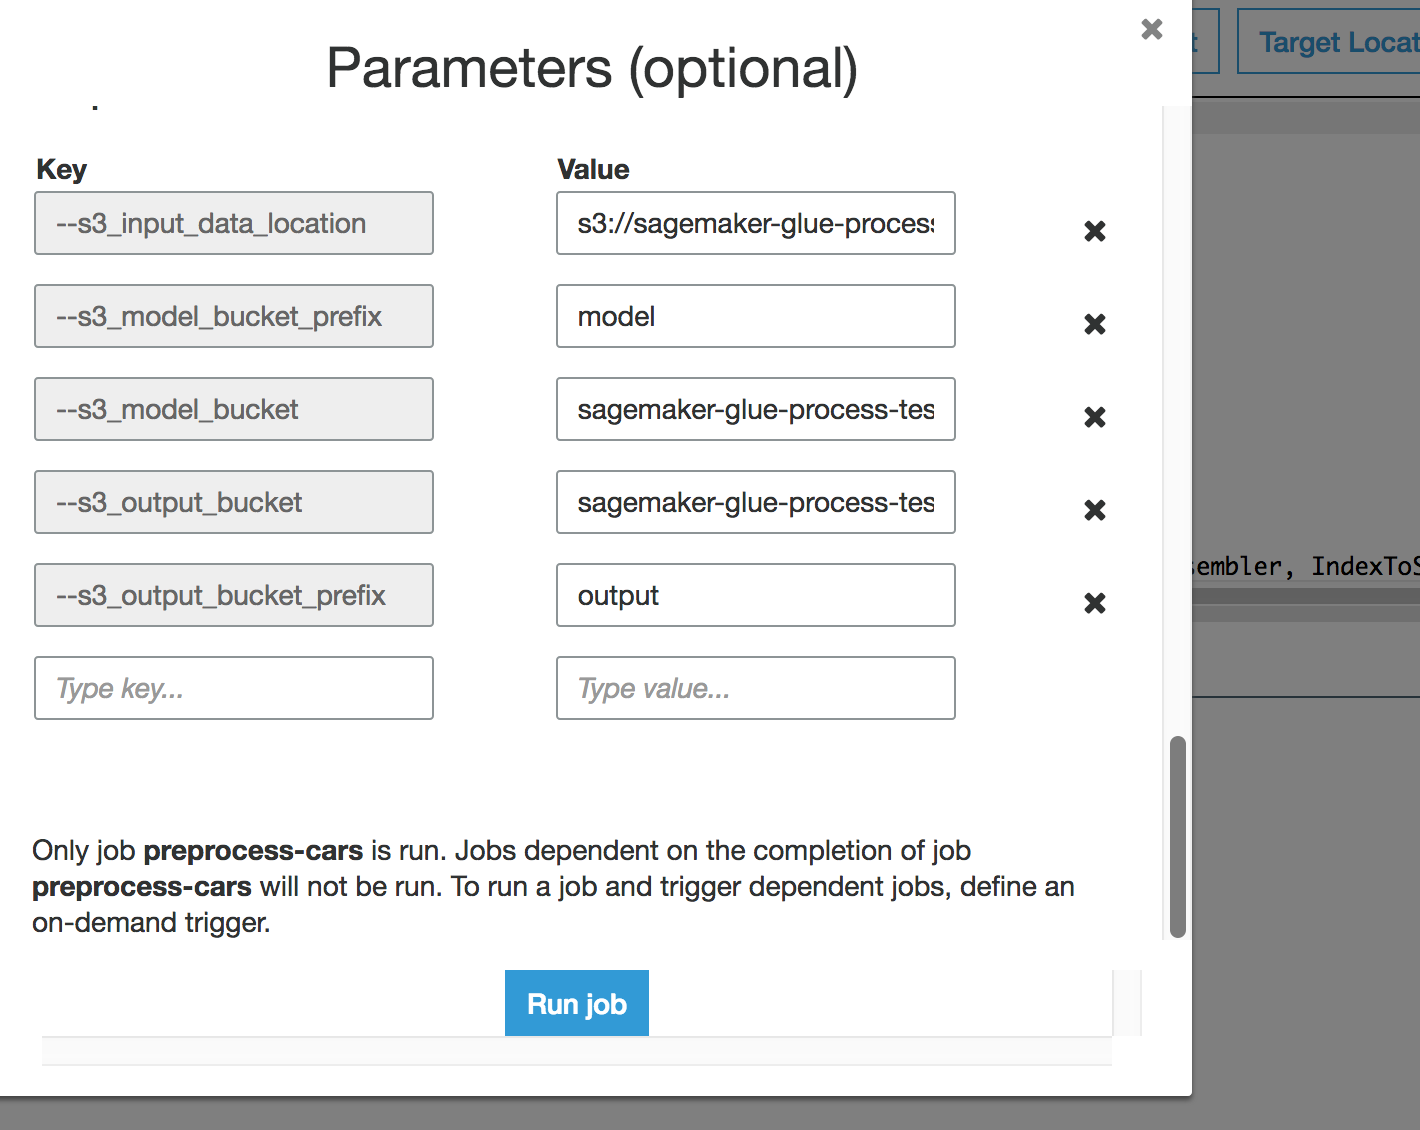 Target Locat
Parameters (optional)
Key Value
--s3_input_data_location s3://sagemaker-glue-process
--s3_model_bucket_prefix model
--s3_model_bucket sagemaker-glue-process-tes
--s3_output_bucket sagemaker-glue-process-tes
sembler, IndexToS
--s3_output_bucket_prefix output
Type key... Type value...
Only job preprocess-cars is run. Jobs dependent on the completion of job
preprocess-cars will not be run. To run a job and trigger dependent jobs, define an
on-demand trigger.
Run job